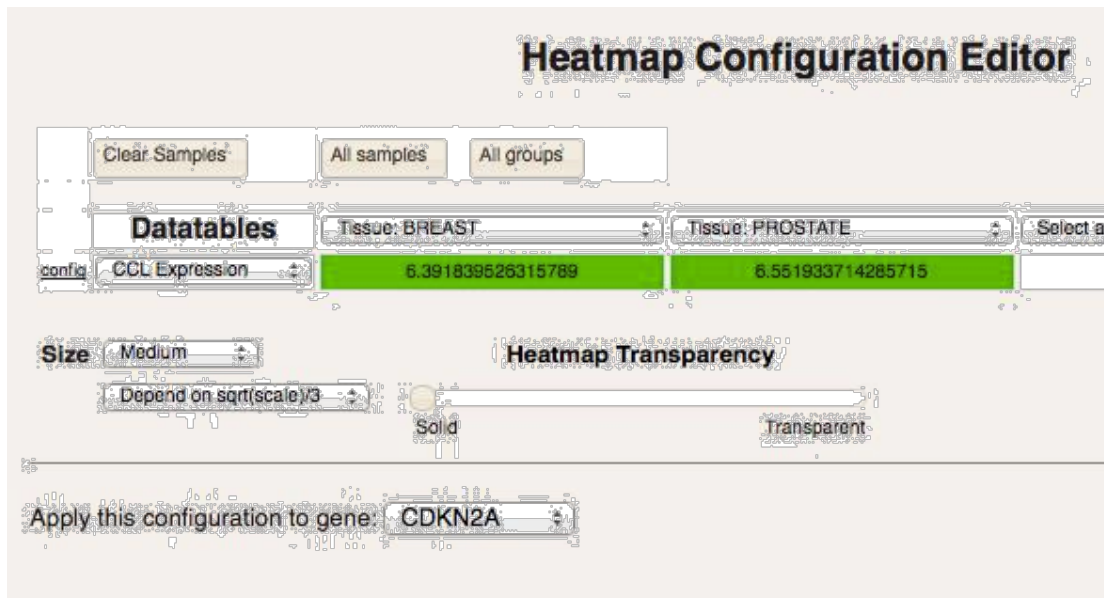 Heatmap Configuration Editor
Clear Samples All samples All groups
Datatables Tissue: BREAST Tissue: PROSTATE Select a
config CCL Expression 6.391839526315789 6.551933714285715
Size Medium Heatmap Transparency
Depend on sqrt(scale)/3
Solid Transparent
Apply this configuration to gene: CDKN2A